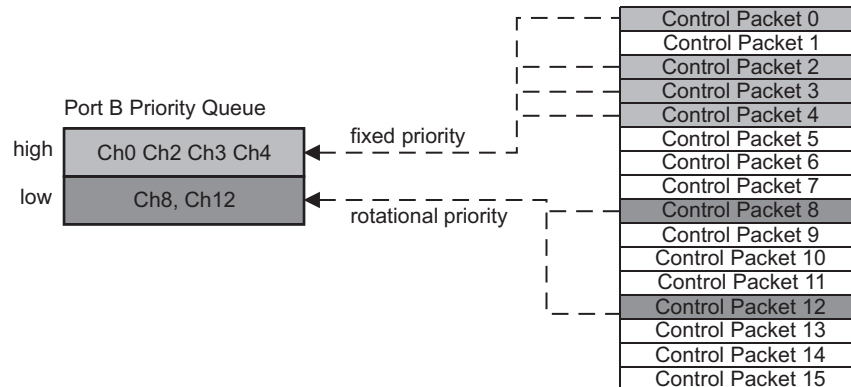 Port B Priority Queue
high
Ch0 Ch2 Ch3 Ch4
low
Ch8, Ch12
fixed priority
rotational priority
Control Packet 0
Control Packet 1
Control Packet 2
Control Packet 3
Control Packet 4
Control Packet 5
Control Packet 6
Control Packet 7
Control Packet 8
Control Packet 9
Control Packet 10
Control Packet 11
Control Packet 12
Control Packet 13
Control Packet 14
Control Packet 15